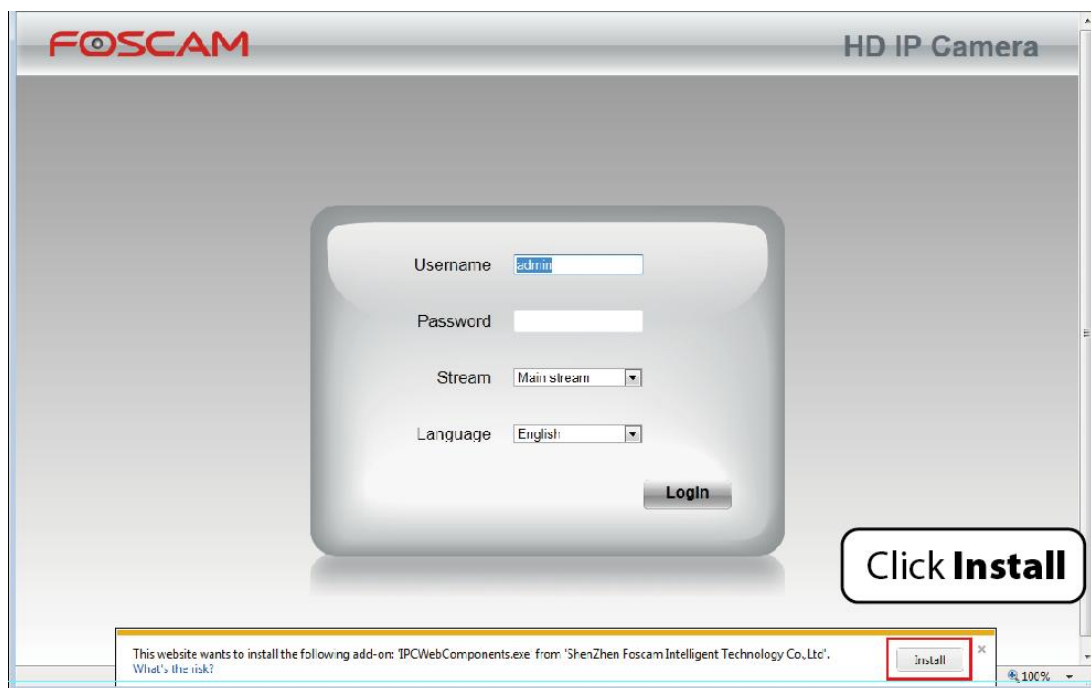 FOSCAM
HD IP Camera
Username admin
Password
Stream Main stream
Language English
Login
Click Install
This website wants to install the following add-on: 'IPCWebComponents.exe' from 'ShenZhen Foscam Intelligent Technology Co.,Ltd'.
What's the risk?
Install
100%